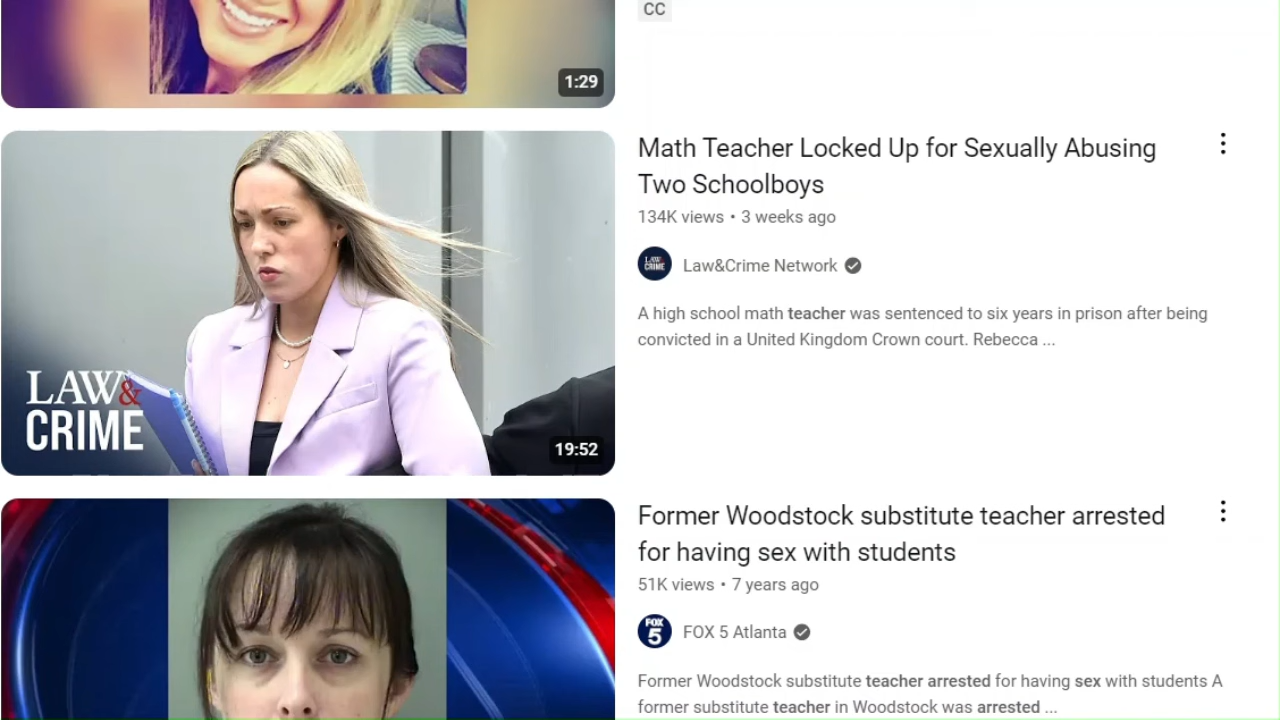 CC
1:29
Math Teacher Locked Up for Sexually Abusing
Two Schoolboys
134K views • 3 weeks ago
LAW& CRIME
Law&Crime Network
A high school math teacher was sentenced to six years in prison after being
convicted in a United Kingdom Crown court. Rebecca ...
LAW&
CRIME
19:52
Former Woodstock substitute teacher arrested
for having sex with students
51K views • 7 years ago
FOX 5
FOX 5 Atlanta
Former Woodstock substitute teacher arrested for having sex with students A
former substitute teacher in Woodstock was arrested ...